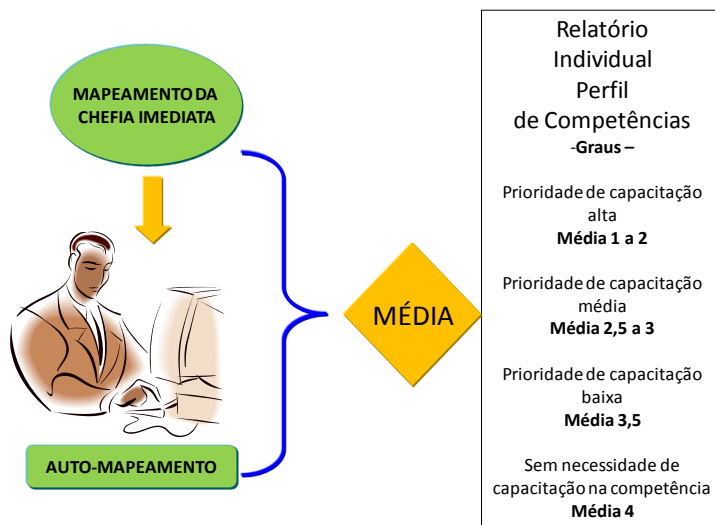 MAPEAMENTO DA
CHEFIA IMEDIATA
AUTO-MAPEAMENTO
MÉDIA
Relatório
Individual
Perfil
de Competências
-Graus –
Prioridade de capacitação
alta
Média 1 a 2
Prioridade de capacitação
média
Média 2,5 a 3
Prioridade de capacitação
baixa
Média 3,5
Sem necessidade de
capacitação na competência
Média 4